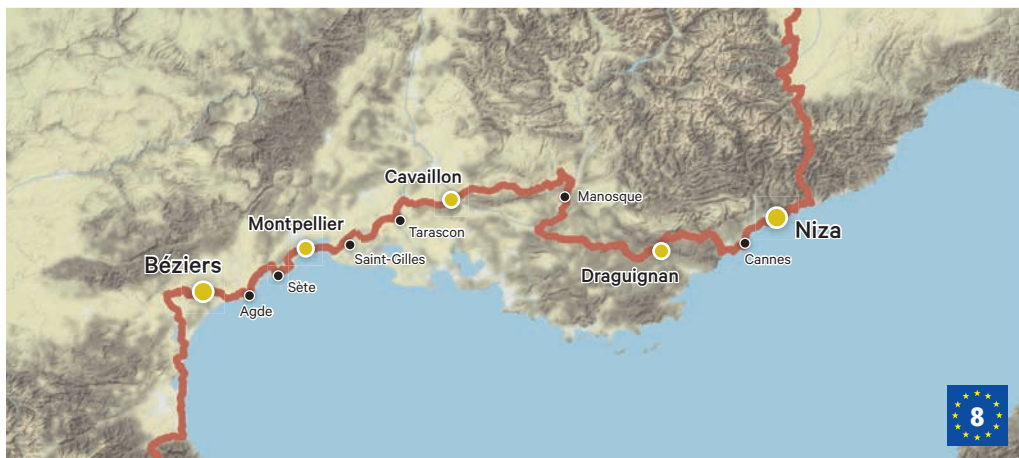 Cavaillon
Manosque
Montpellier
Tarascon
Niza
Saint-Gilles
Cannes
Béziers
Draguignan
Sète
Agde
8